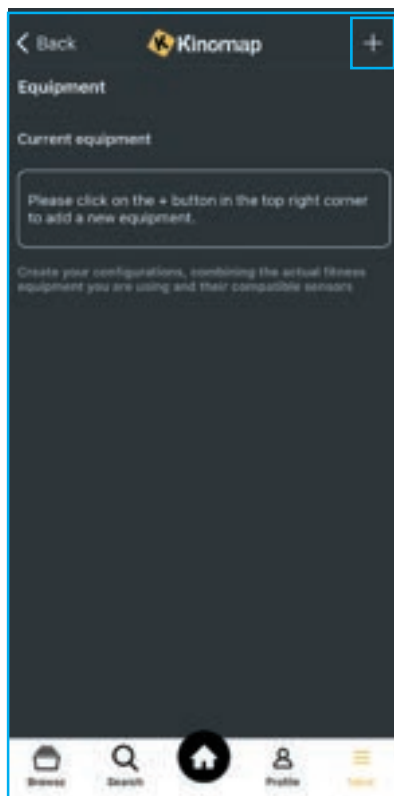 Back
Kinomap
Equipment
Current equipment
Please click on the + button in the top right corner
to add a new equipment.
Create your configurations, combining the actual fitness
equipment you are using and their compatible sensors
Browse
Search
Profile